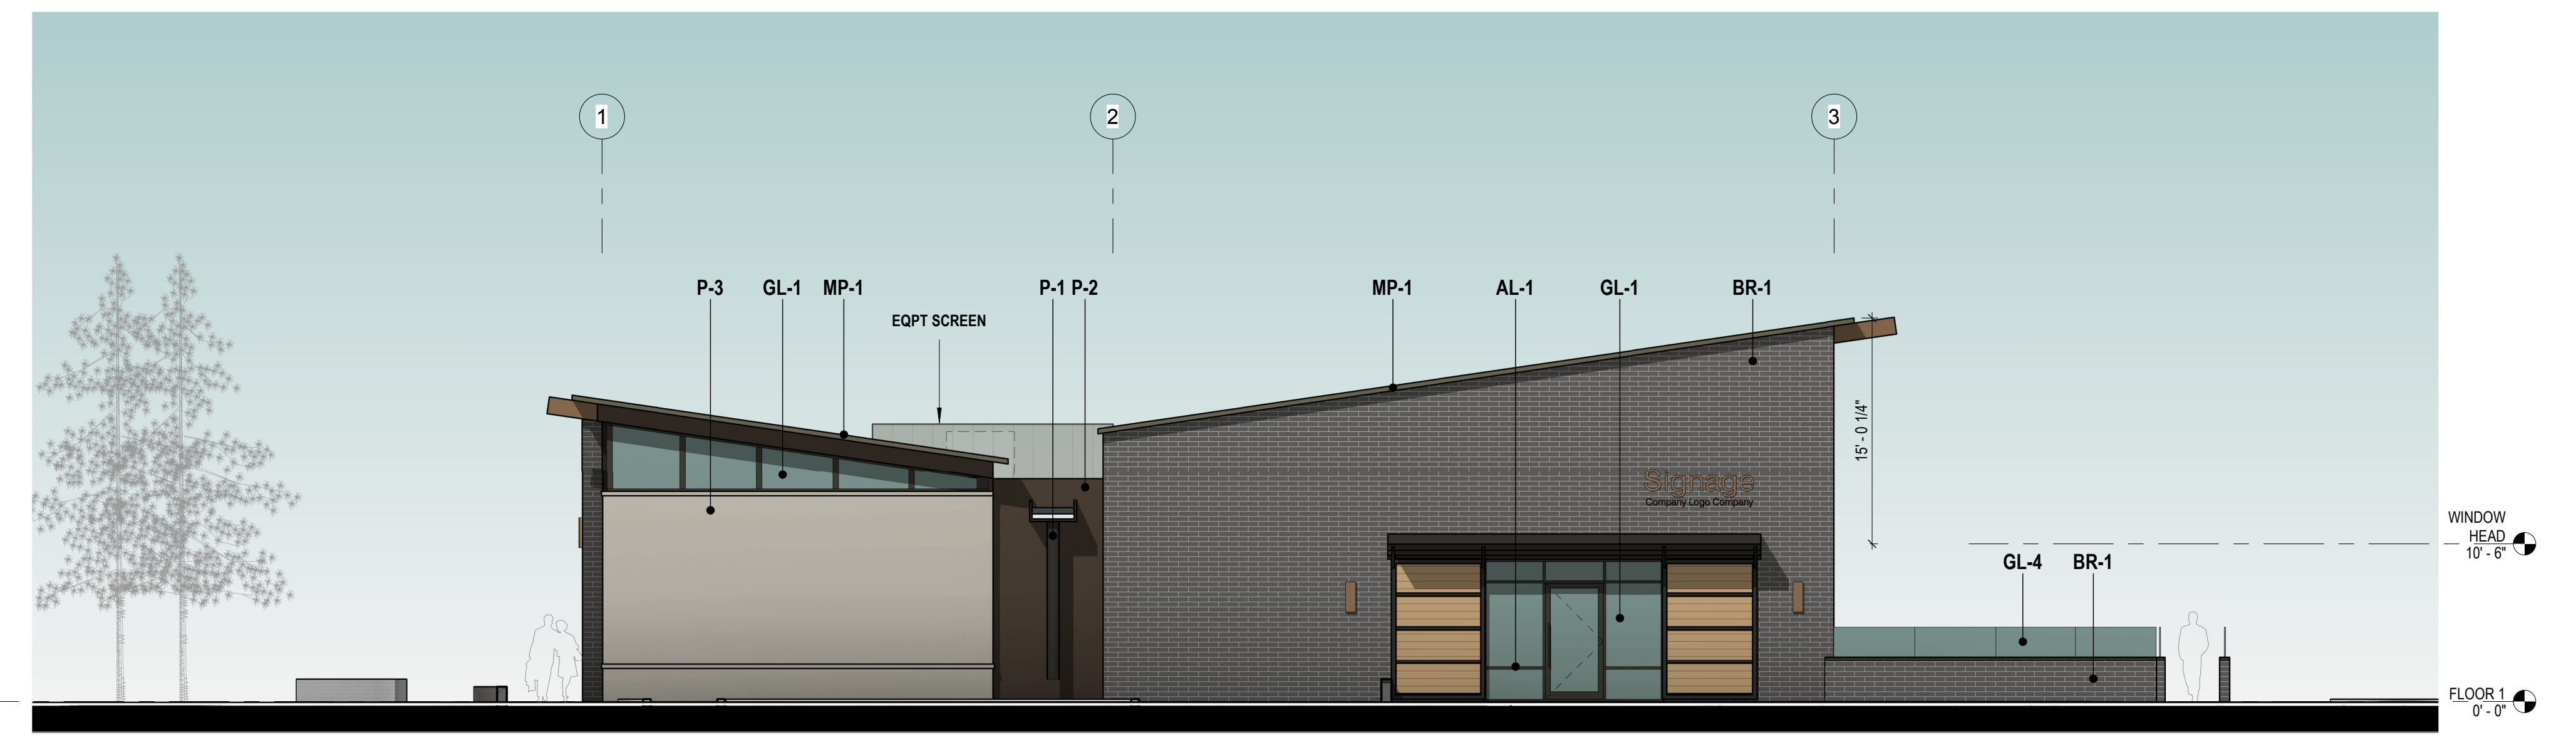 1
2
3
P-3 GL-1 MP-1 P-1 P-2 MP-1 AL-1 GL-1 BR-1
EQPT SCREEN
15' - 0 1/4"
Signage
Company Logo Company
WINDOW
HEAD
10' - 6"
GL-4 BR-1
FLOOR 1
0' - 0"